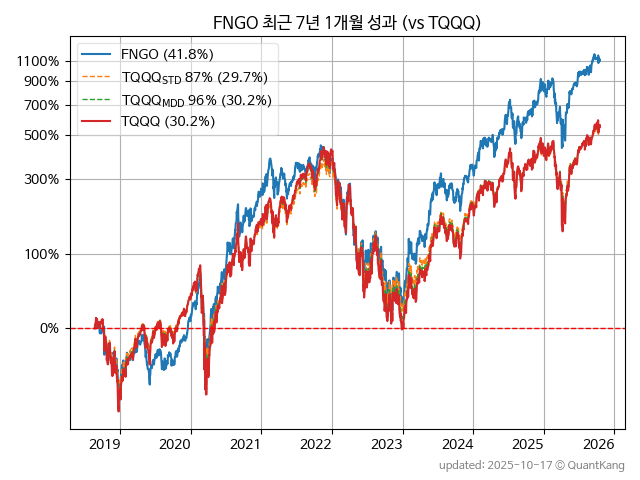 FNGO 최근 7년 1개월 성과 (vs TQQQ)
FNGO (41.8%)
TQQQSTD 87% (29.7%)
TQQQMDD 96% (30.2%)
TQQQ (30.2%)
1100%
900%
700%
500%
300%
100%
0%
2019 2020 2021 2022 2023 2024 2025 2026
updated: 2025-10-17 © QuantKang